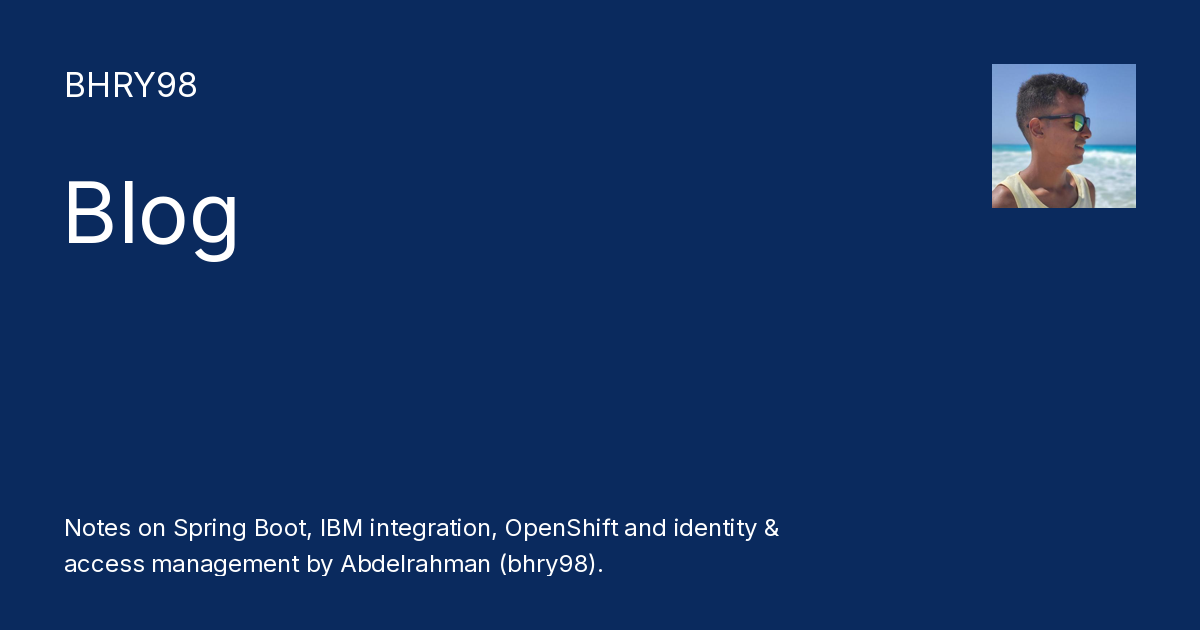 BHRY98
Blog
Notes on Spring Boot, IBM integration, OpenShift and identity &
access management by Abdelrahman (bhry98).